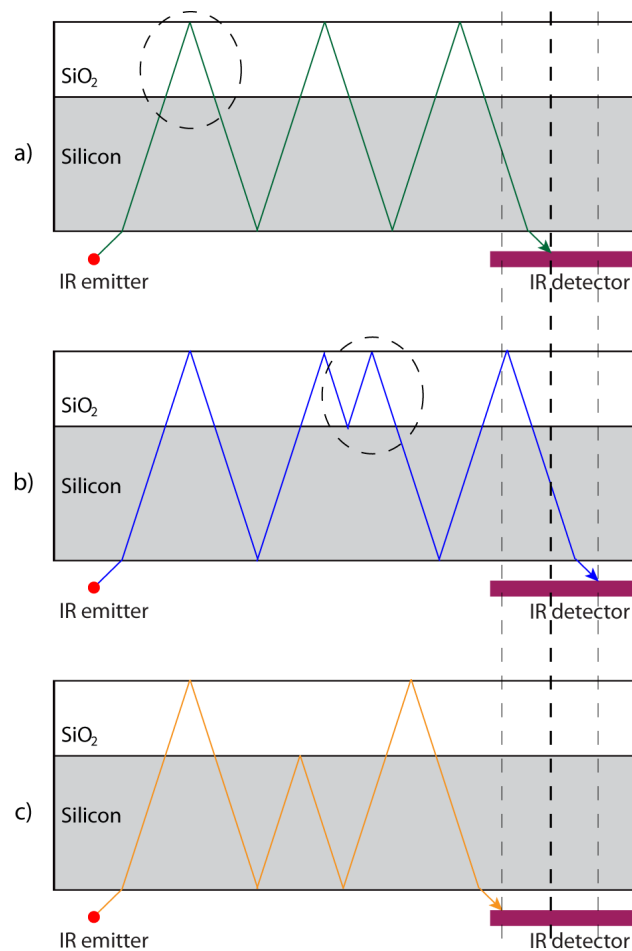 SiO₂
a)
Silicon
IR emitter
IR detector
SiO₂
b)
Silicon
IR emitter
IR detector
SiO₂
Silicon
c)
IR emitter
IR detector